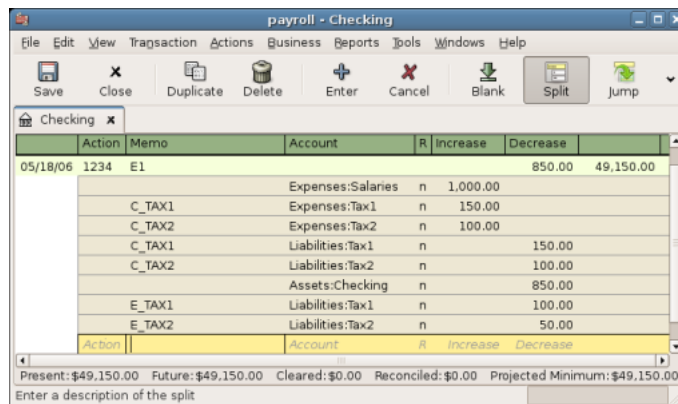 payroll - Checking
File Edit View Transaction Actions Business Reports Tools Windows Help
Save Close Duplicate Delete Enter Cancel Blank Split Jump
Checking
Action Memo Account R Increase Decrease
05/18/06 1234 E1 850.00 49,150.00
Expenses:Salaries n 1,000.00
C_TAX1 Expenses:Tax1 n 150.00
C_TAX2 Expenses:Tax2 n 100.00
C_TAX1 Liabilities:Tax1 n 150.00
C_TAX2 Liabilities:Tax2 n 100.00
Assets:Checking n 850.00
E_TAX1 Liabilities:Tax1 n 100.00
E_TAX2 Liabilities:Tax2 n 50.00
Action Account R Increase Decrease
Present:$49,150.00 Future:$49,150.00 Cleared:$0.00 Reconciled:$0.00 Projected Minimum:$49,150.00
Enter a description of the split